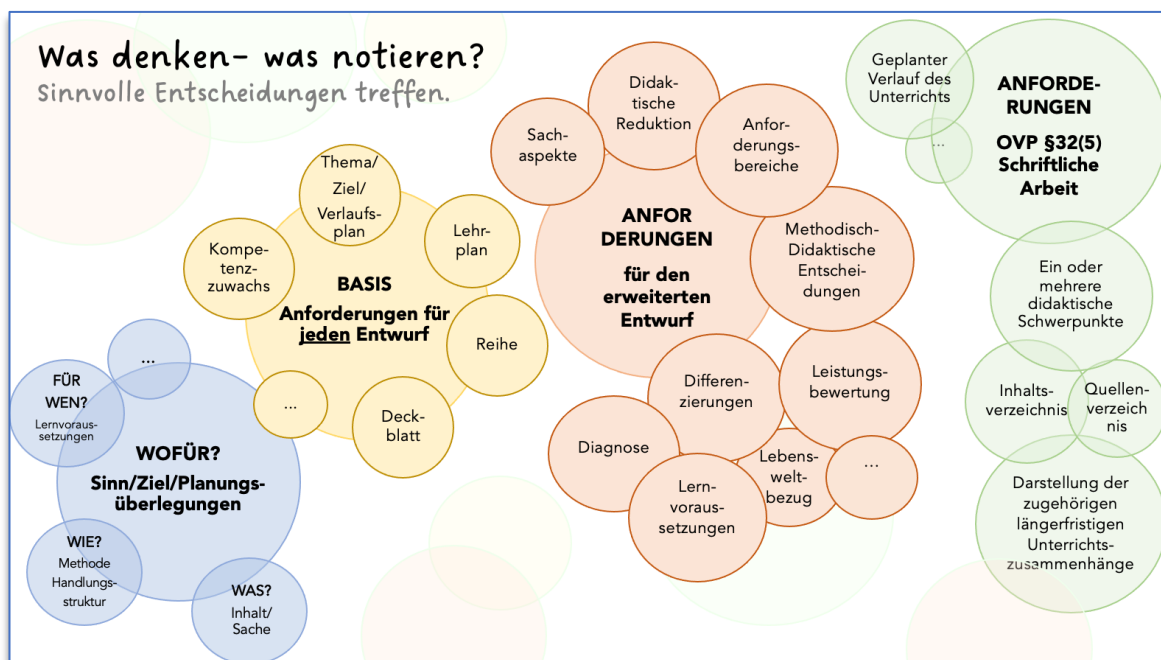 Was denken– was notieren?
Sinnvolle Entscheidungen treffen.
WOFÜR?
Sinn/Ziel/Planungs-
überlegungen
...
FÜR
WEN?
Lernvoraus-
setzungen
WIE?
Methode
Handlungs-
struktur
WAS?
Inhalt/
Sache
BASIS
Anforderungen für
jeden Entwurf
Kompe-
tenz-
zuwachs
Thema/
Ziel/
Verlaufs-
plan
Lehr-
plan
Reihe
Deck-
blatt
...
ANFOR
DERUNGEN
für den
erweiterten
Entwurf
Sach-
aspekte
Didak-
tische
Reduktion
Anfor-
derungs-
bereiche
Methodisch-
Didaktische
Entschei-
dungen
Leistungs-
bewertung
Differen-
zierungen
Diagnose
Lern-
voraus-
setzungen
Lebens-
welt-
bezug
...
ANFORDE-
RUNGEN
OVP §32(5)
Schriftliche
Arbeit
Geplanter
Verlauf des
Unterrichts
...
Ein oder
mehrere
didaktische
Schwerpunkte
Inhalts-
verzeichnis
Quellen-
verzeich
nis
Darstellung der
zugehörigen
längerfristigen
Unterrichts-
zusammenhänge